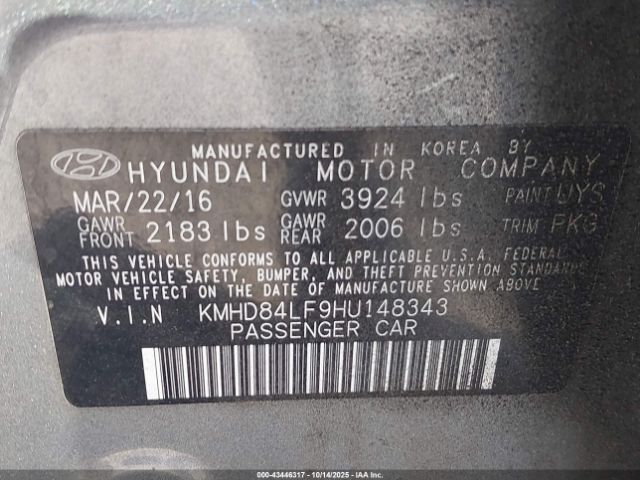 MANUFACTURED IN KOREA BY
HYUNDAI MOTOR COMPANY
MAR/22/16 GVWR 3924 lbs PAINT UYS
GAWR FRONT 2183 lbs GAWR REAR 2006 lbs TRIM PKG
THIS VEHICLE CONFORMS TO ALL APPLICABLE U.S.A. FEDERAL
MOTOR VEHICLE SAFETY, BUMPER, AND THEFT PREVENTION STANDARDS
IN EFFECT ON THE DATE OF MANUFACTURE SHOWN ABOVE.
V.I.N KMHD84LF9HU148343
PASSENGER CAR
000-43446317 - 10/14/2025 - COPART